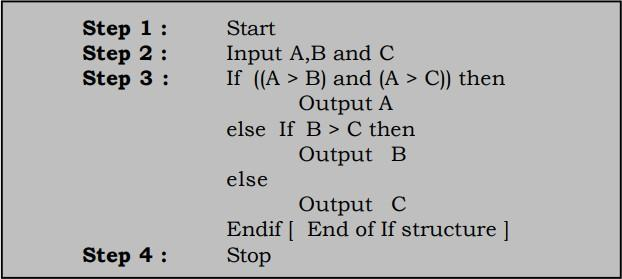 Step 1 : Start
Step 2 : Input A,B and C
Step 3 : If ((A > B) and (A > C)) then
Output A
else If B > C then
Output B
else
Output C
Endif [ End of If structure ]
Step 4 : Stop